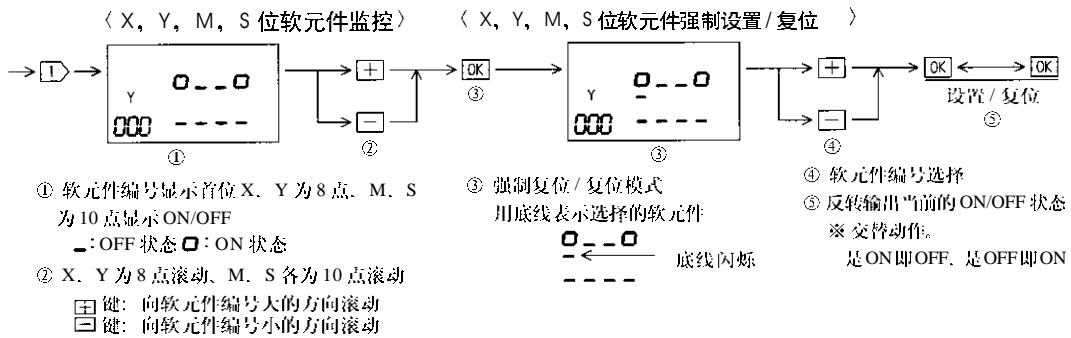 〈 X，Y，M，S 位软元件监控〉
〈 X，Y，M，S 位软元件强制设置 / 复位 〉
1
Y
000
①
+
−
②
OK
③
Y
000
③
+
−
④
OK
OK
设置 / 复位
⑤
① 软元件编号显示首位 X、Y 为 8 点、M、S
为 10 点显示 ON/OFF
：OFF 状态 ：ON 状态
② X、Y 为 8 点滚动、M、S 各为 10 点滚动
+ 键： 向软元件编号大的方向滚动
− 键： 向软元件编号小的方向滚动
③ 强制复位 / 复位模式
用底线表示选择的软元件
底线闪烁
④ 软元件编号选择
⑤ 反转输出当前的 ON/OFF 状态
※ 交替动作。
是 ON 即 OFF、是 OFF 即 ON